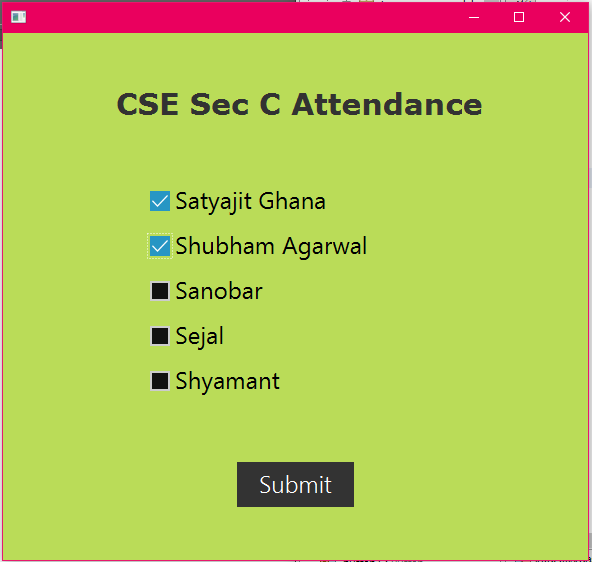 CSE Sec C Attendance
Satyajit Ghana
Shubham Agarwal
Sanobar
Sejal
Shyamant
Submit